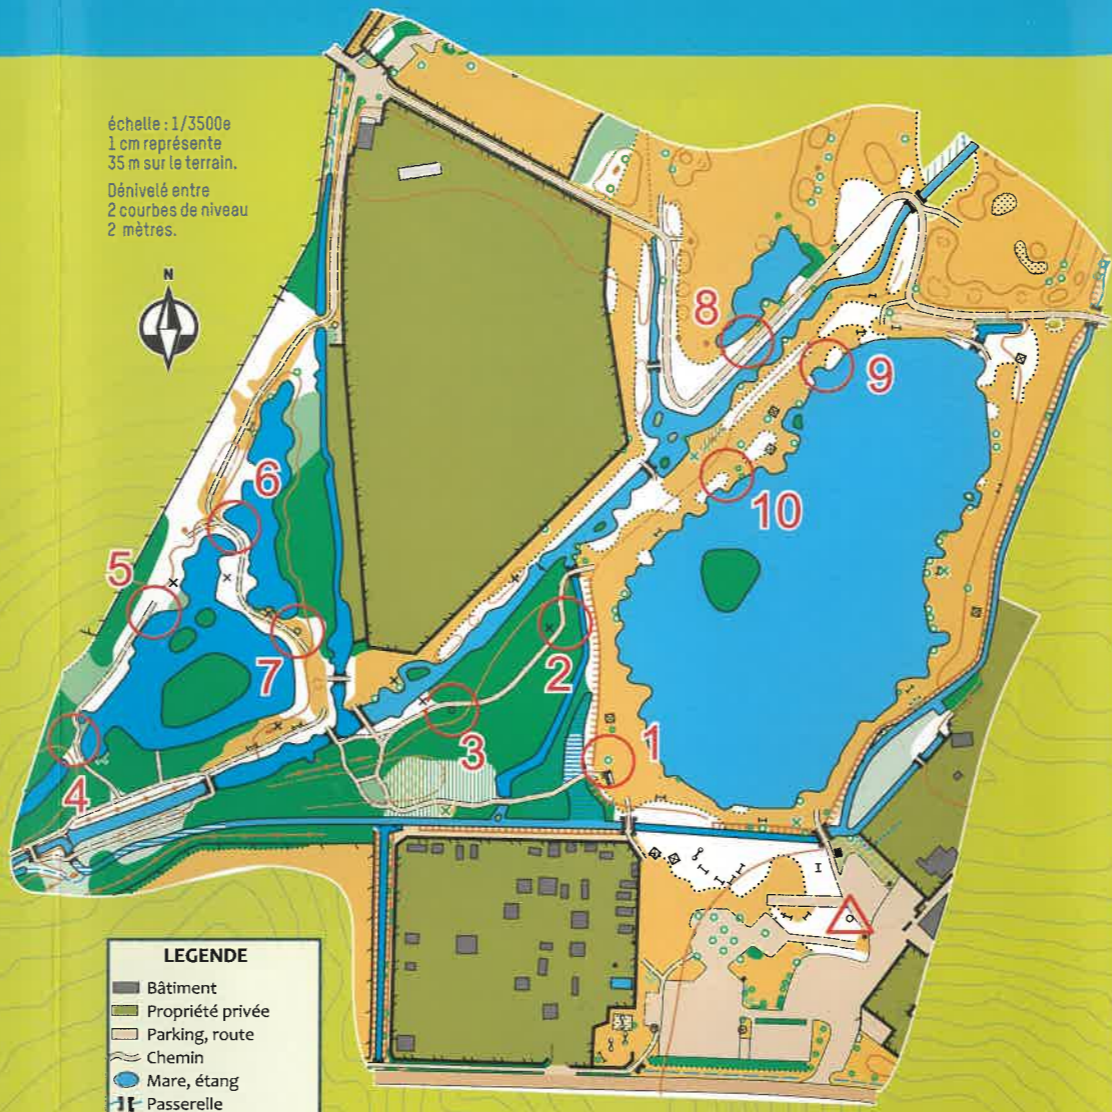 échelle : 1/3500e
1 cm représente
35 m sur le terrain.
Dénivelé entre
2 courbes de niveau
2 mètres.
N
8
9
6
10
5
2
7
3
1
4
LEGENDE
Bâtiment
Propriété privée
Parking, route
Chemin
Mare, étang
Passerelle